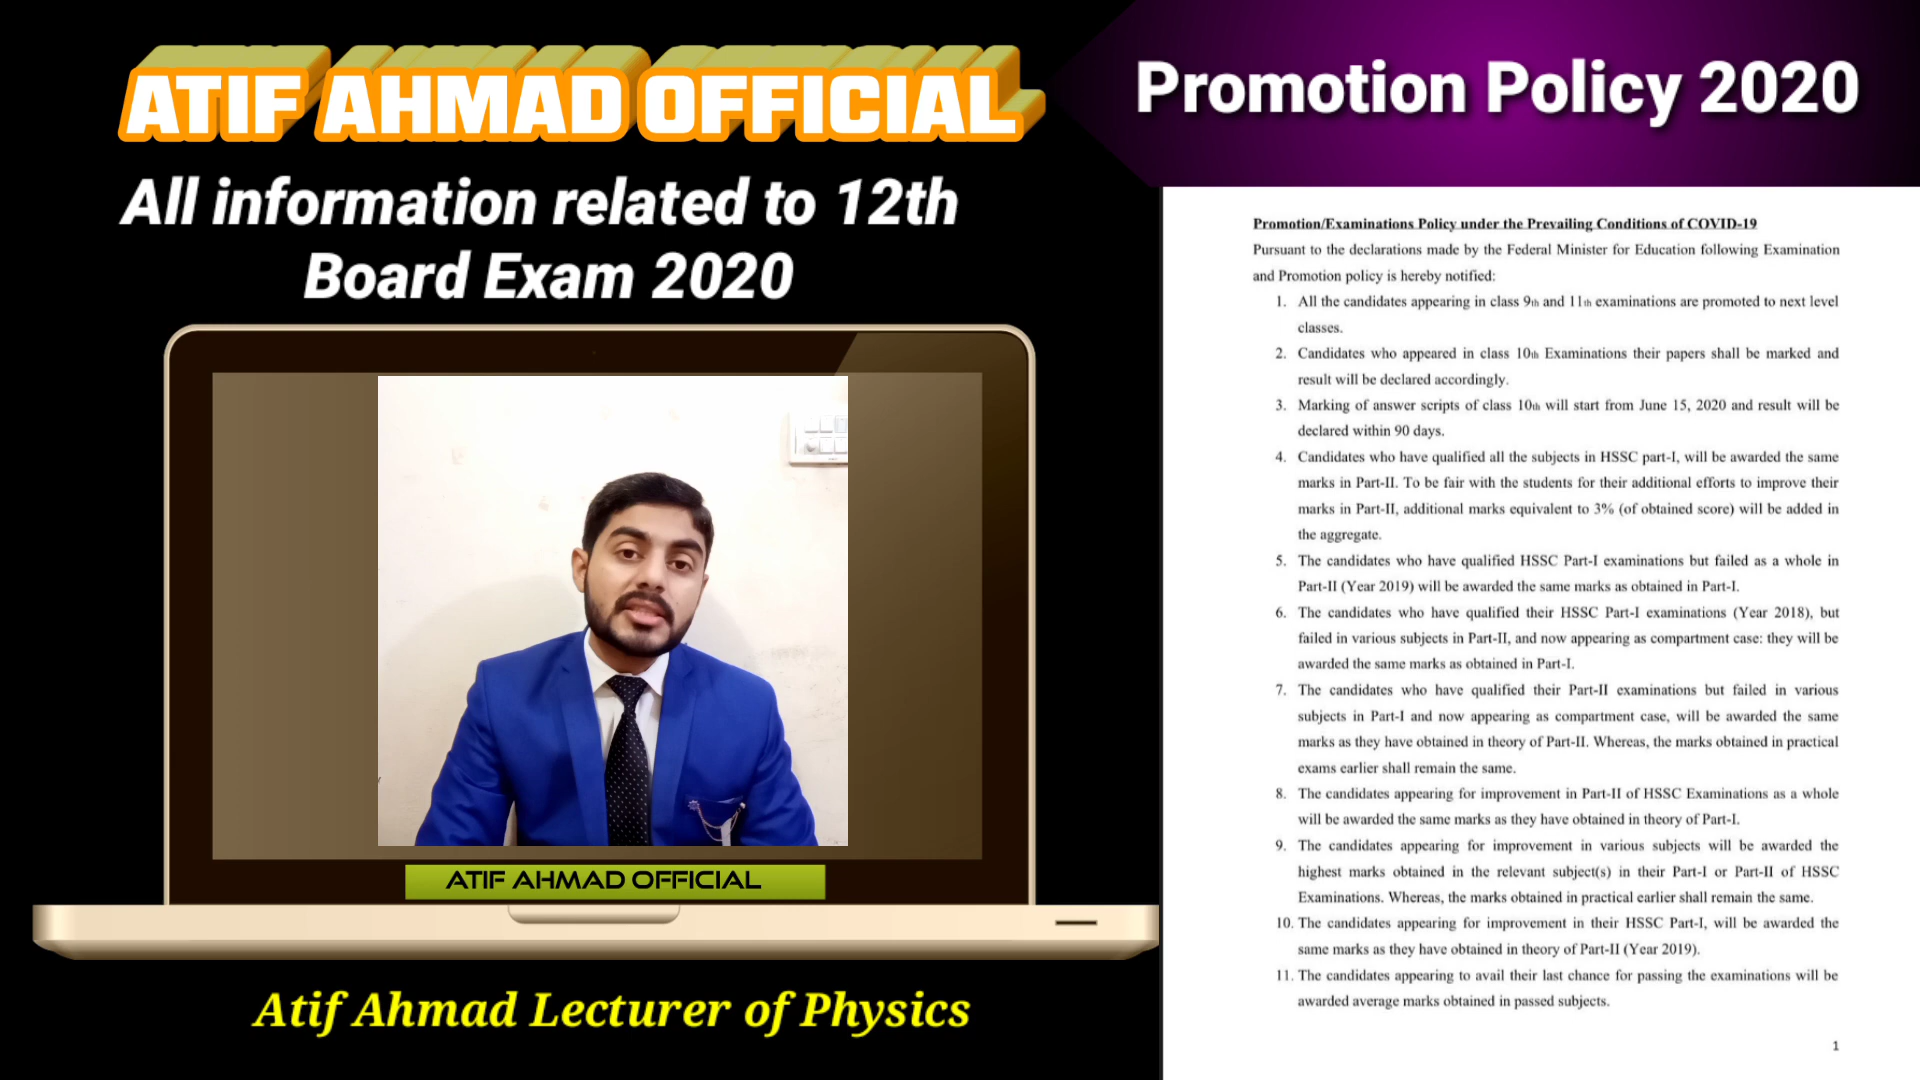 ATIF AHMAD OFFICIAL
All information related to 12th
Board Exam 2020
ATIF AHMAD OFFICIAL
Atif Ahmad Lecturer of Physics
Promotion Policy 2020
Promotion/Examinations Policy under the Prevailing Conditions of COVID-19
Pursuant to the declarations made by the Federal Minister for Education following Examination
and Promotion policy is hereby notified:
1. All the candidates appearing in class 9th and 11th examinations are promoted to next level
classes.
2. Candidates who appeared in class 10th Examinations their papers shall be marked and
result will be declared accordingly.
3. Marking of answer scripts of class 10th will start from June 15, 2020 and result will be
declared within 90 days.
4. Candidates who have qualified all the subjects in HSSC part-I, will be awarded the same
marks in Part-II. To be fair with the students for their additional efforts to improve their
marks in Part-II, additional marks equivalent to 3% (of obtained score) will be added in
the aggregate.
5. The candidates who have qualified HSSC Part-I examinations but failed as a whole in
Part-II (Year 2019) will be awarded the same marks as obtained in Part-I.
6. The candidates who have qualified their HSSC Part-I examinations (Year 2018), but
failed in various subjects in Part-II, and now appearing as compartment case: they will be
awarded the same marks as obtained in Part-I.
7. The candidates who have qualified their Part-II examinations but failed in various
subjects in Part-I and now appearing as compartment case, will be awarded the same
marks as they have obtained in theory of Part-II. Whereas, the marks obtained in practical
exams earlier shall remain the same.
8. The candidates appearing for improvement in Part-II of HSSC Examinations as a whole
will be awarded the same marks as they have obtained in theory of Part-I.
9. The candidates appearing for improvement in various subjects will be awarded the
highest marks obtained in the relevant subject(s) in their Part-I or Part-II of HSSC
Examinations. Whereas, the marks obtained in practical earlier shall remain the same.
10. The candidates appearing for improvement in their HSSC Part-I, will be awarded the
same marks as they have obtained in theory of Part-II (Year 2019).
11. The candidates appearing to avail their last chance for passing the examinations will be
awarded average marks obtained in passed subjects.
1